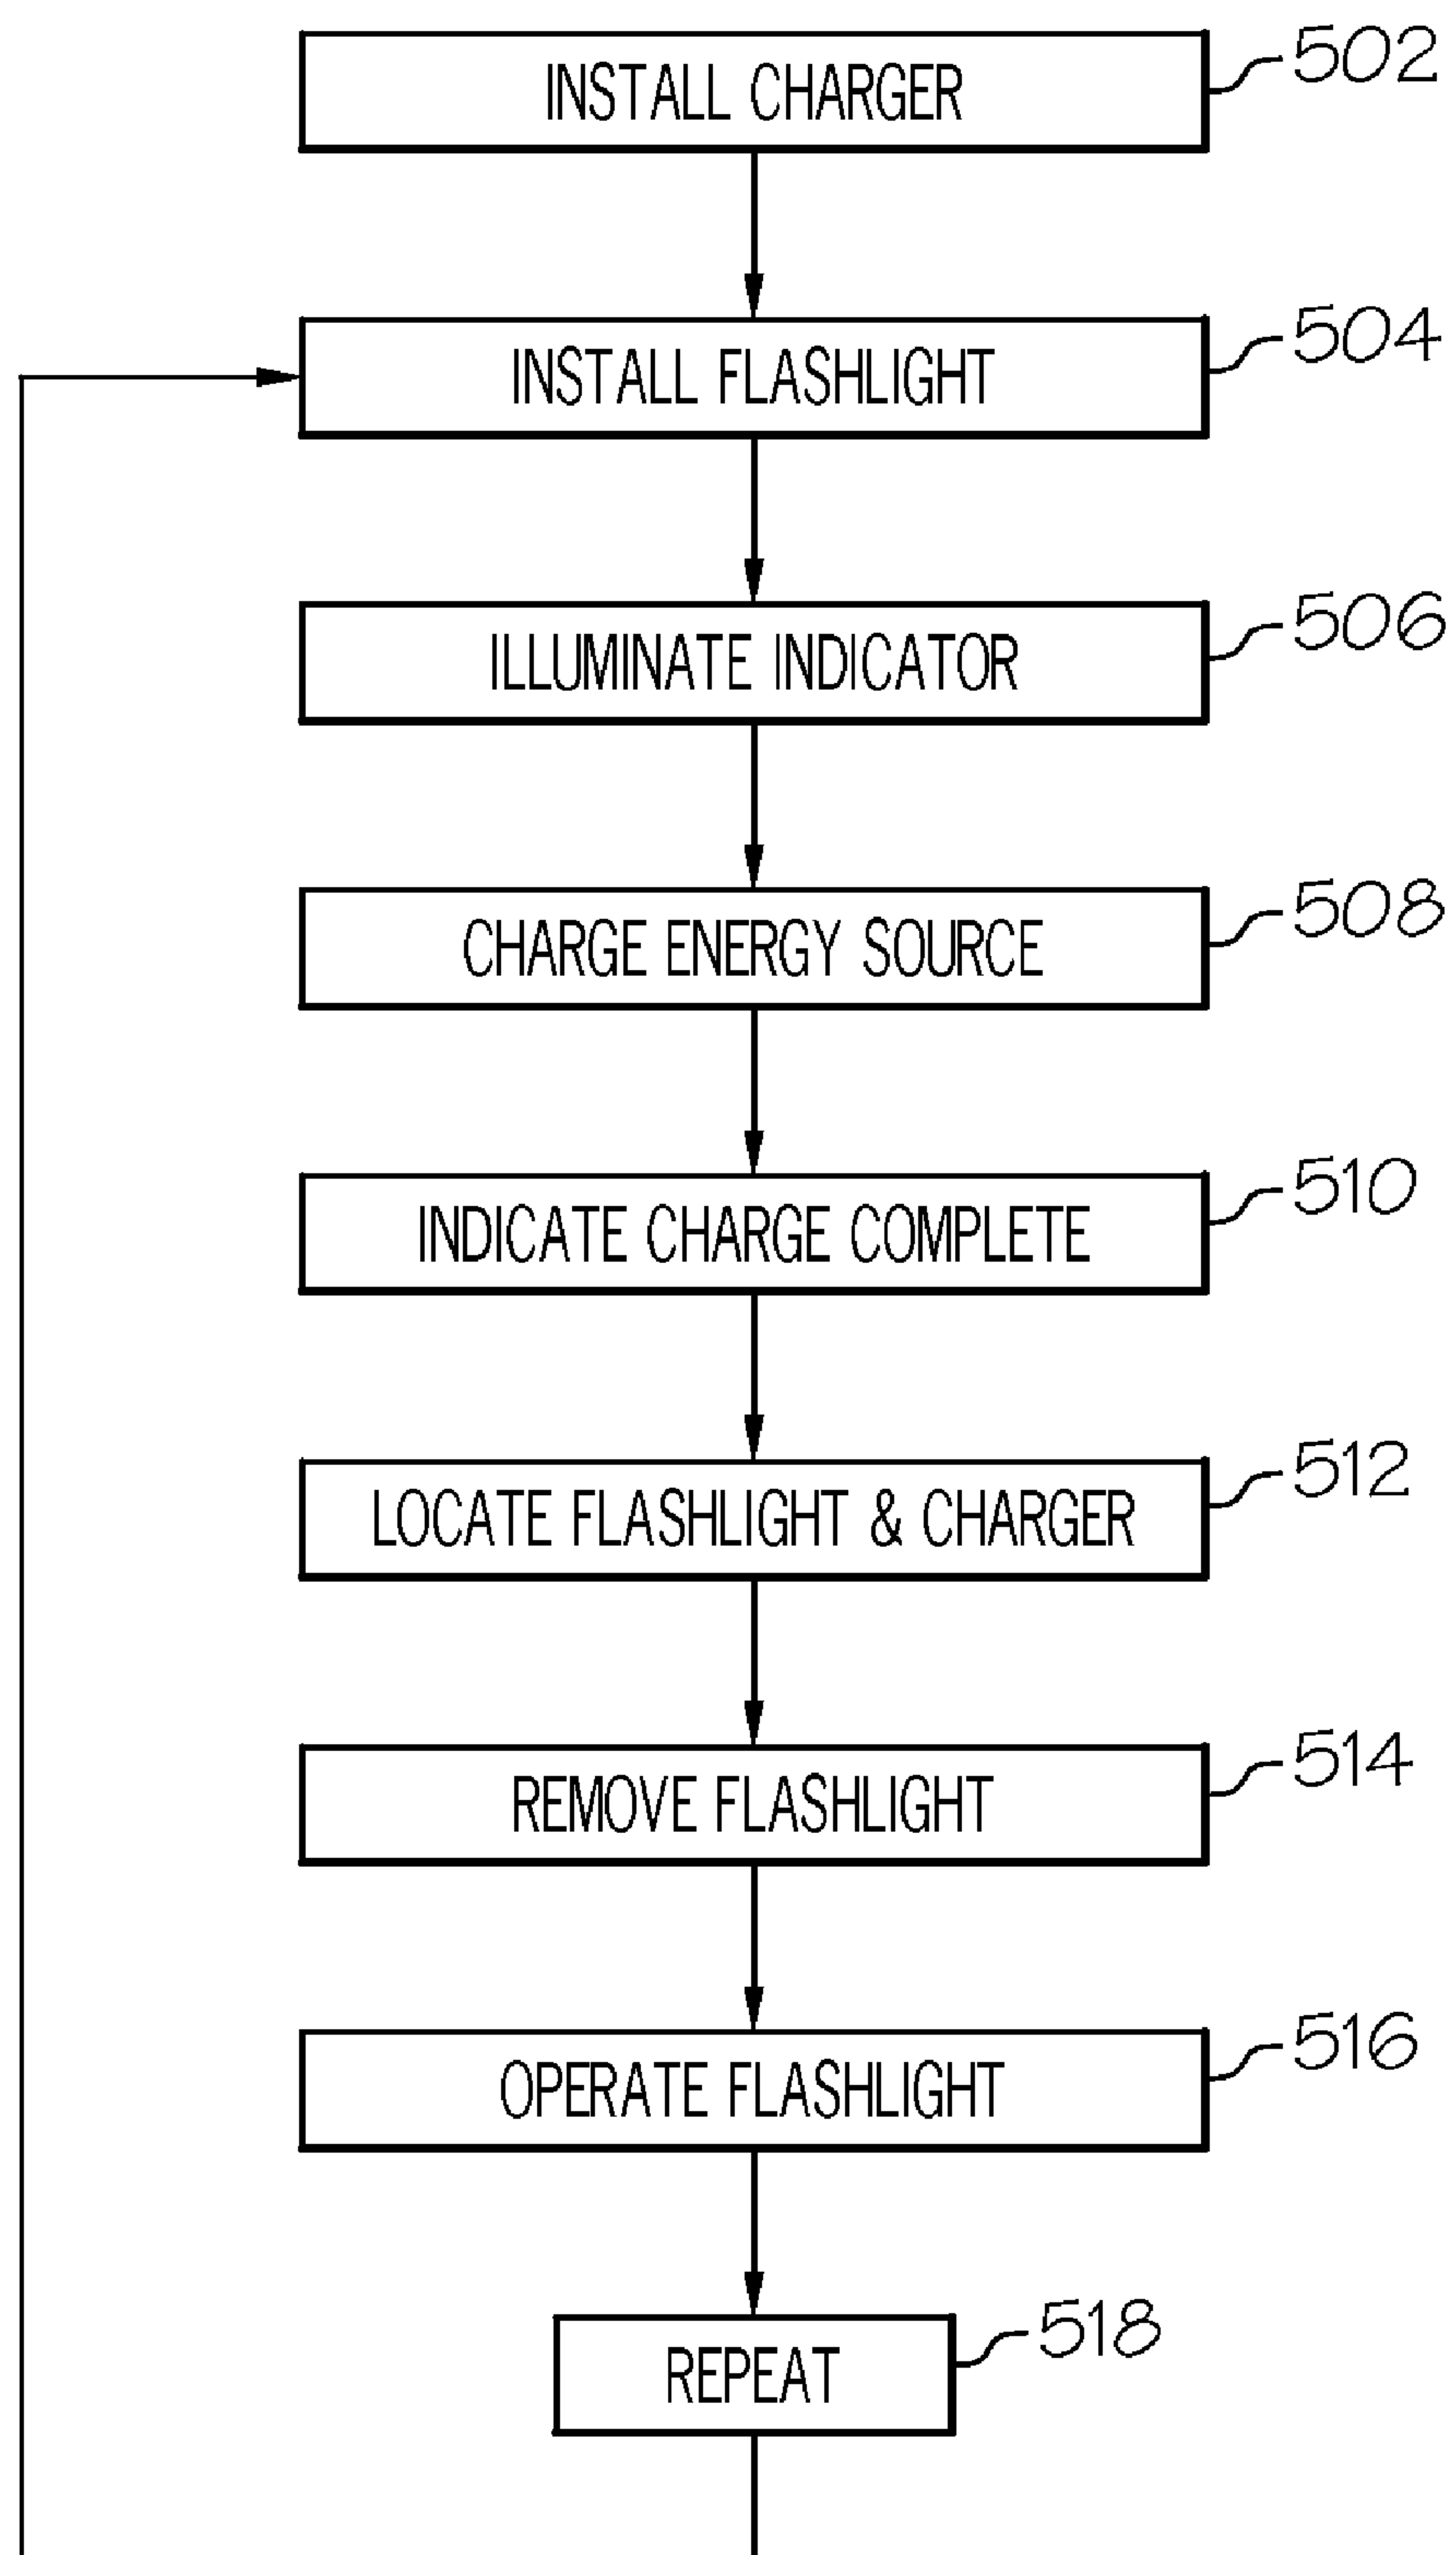 INSTALL CHARGER 502
INSTALL FLASHLIGHT 504
ILLUMINATE INDICATOR 506
CHARGE ENERGY SOURCE 508
INDICATE CHARGE COMPLETE 510
LOCATE FLASHLIGHT & CHARGER 512
REMOVE FLASHLIGHT 514
OPERATE FLASHLIGHT 516
REPEAT 518